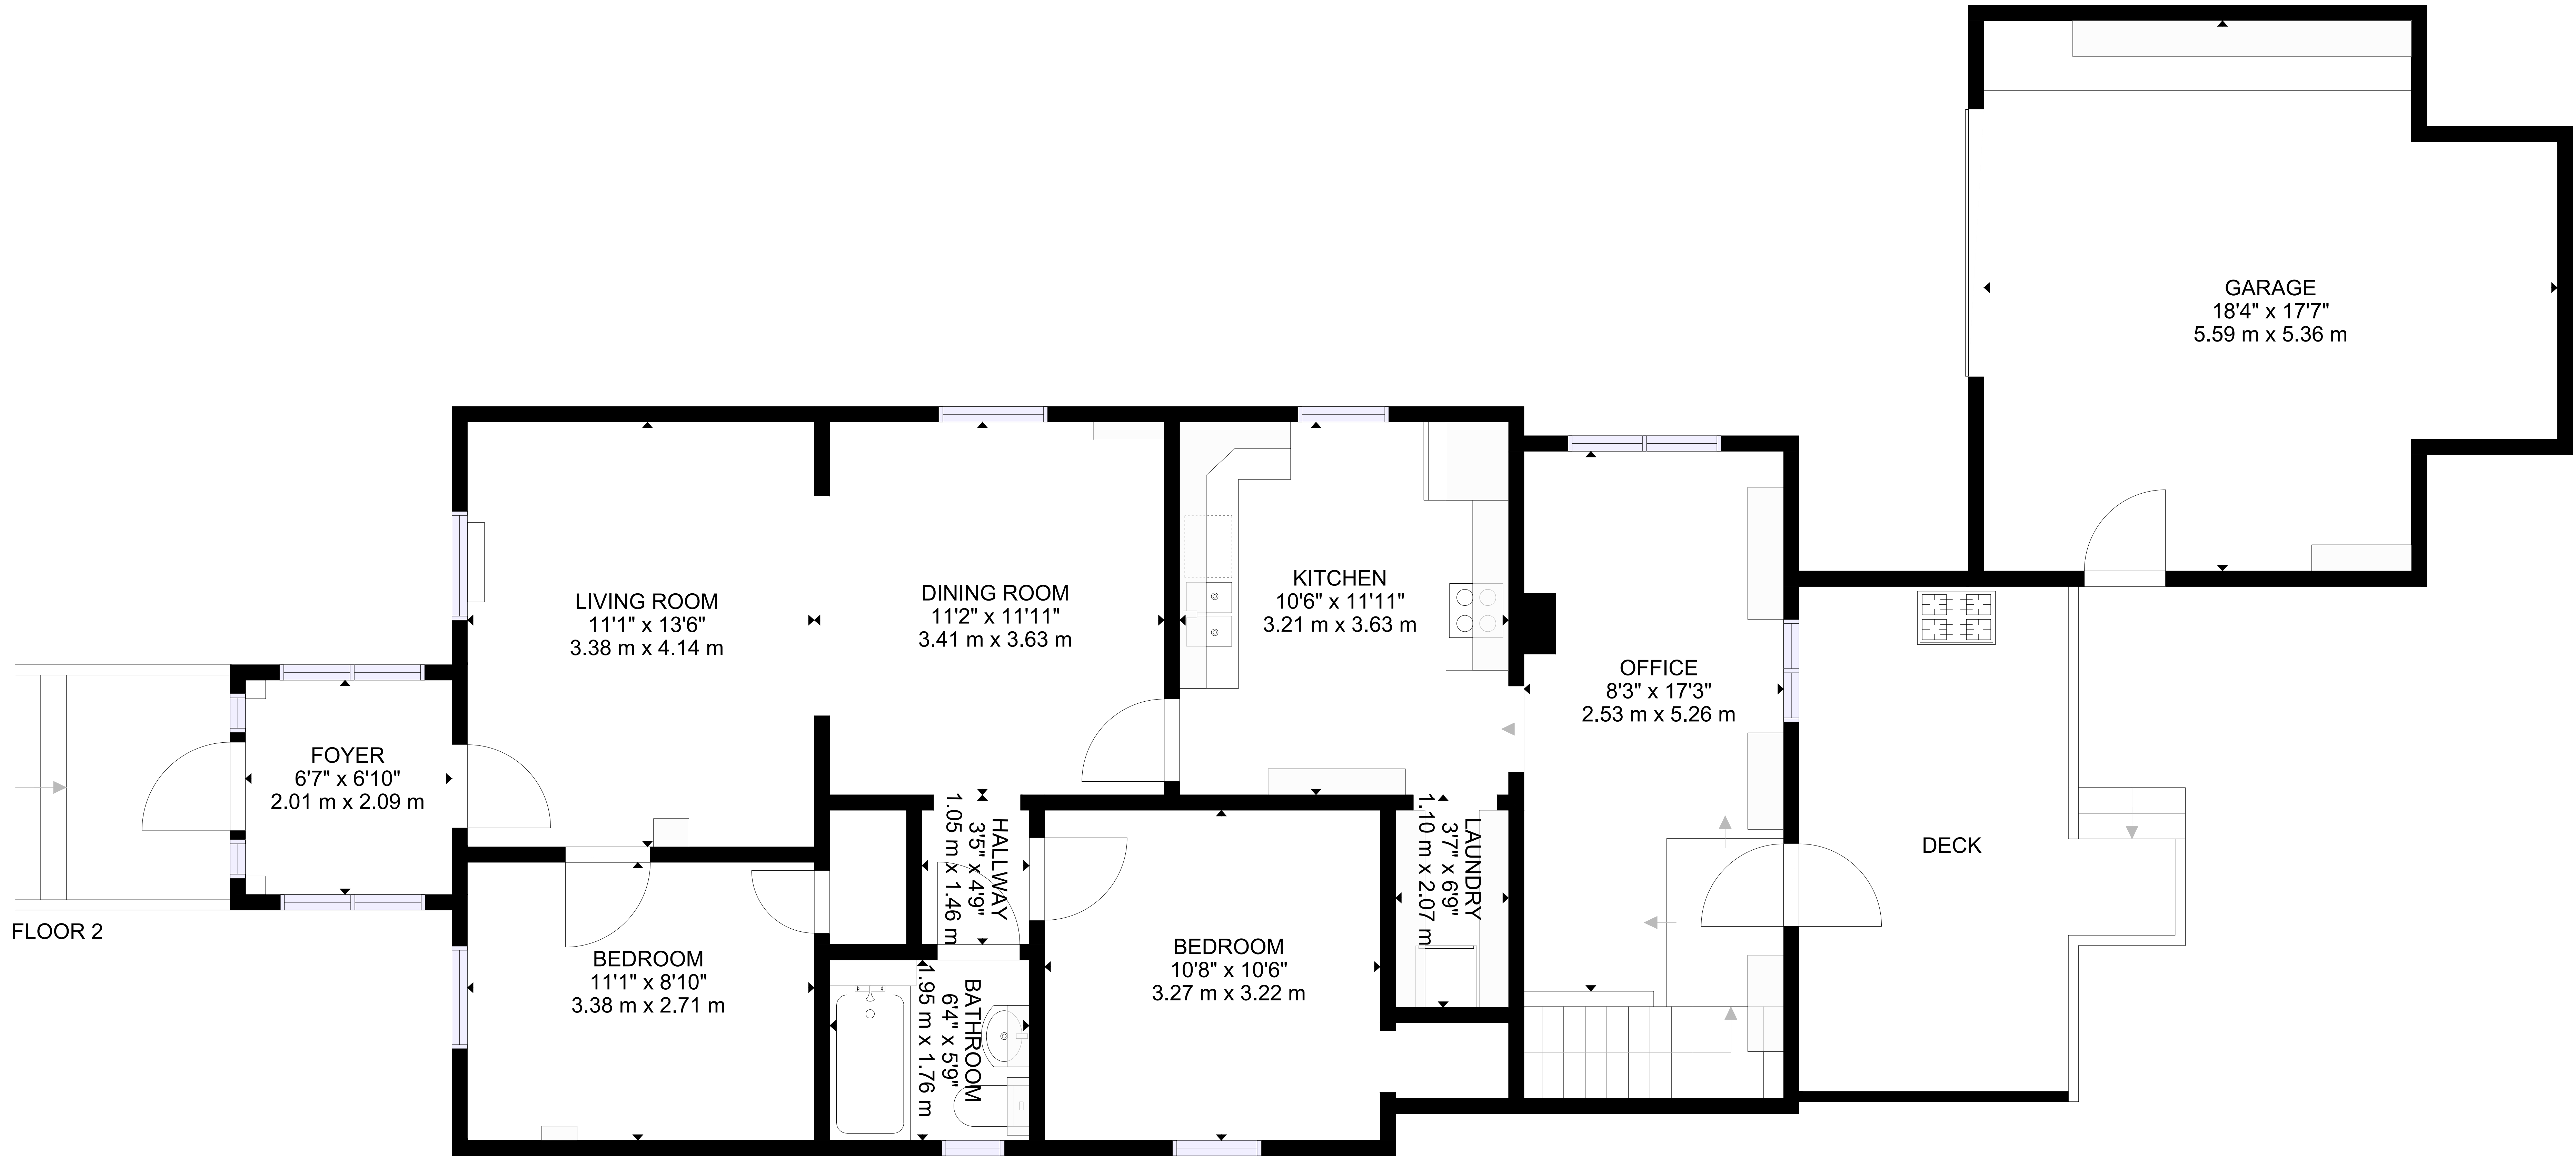 GARAGE
18'4" x 17'7"
5.59 m x 5.36 m
LIVING ROOM
11'1" x 13'6"
3.38 m x 4.14 m
DINING ROOM
11'2" x 11'11"
3.41 m x 3.63 m
KITCHEN
10'6" x 11'11"
3.21 m x 3.63 m
OFFICE
8'3" x 17'3"
2.53 m x 5.26 m
FOYER
6'7" x 6'10"
2.01 m x 2.09 m
FLOOR 2
HALLWAY
3'5" x 4'9"
1.05 m x 1.46 m
LAUNDRY
3'7" x 6'9"
1.10 m x 2.07 m
DECK
BEDROOM
11'1" x 8'10"
3.38 m x 2.71 m
BATHROOM
6'4" x 5'9"
1.95 m x 1.76 m
BEDROOM
10'8" x 10'6"
3.27 m x 3.22 m